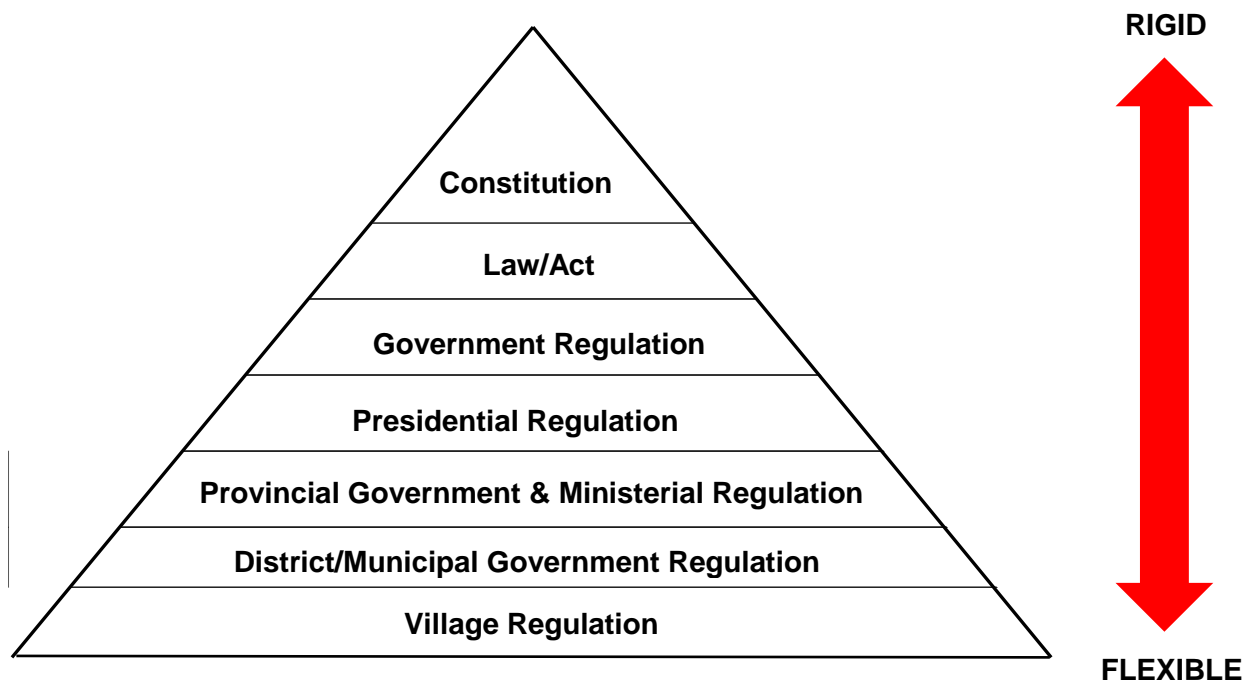 RIGID
Constitution
Law/Act
Government Regulation
Presidential Regulation
Provincial Government & Ministerial Regulation
District/Municipal Government Regulation
Village Regulation
FLEXIBLE